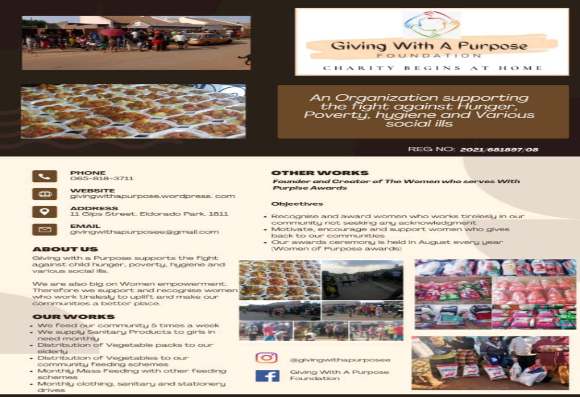 Giving With A Purpose
FOUNDATION
CHARITY BEGINS AT HOME
An Organization supporting
the fight against Hunger,
Poverty, hygiene and Various
social ills
REG NO: 2021/681897/08
PHONE
065-818-3711
WEBSITE
givingwithapurpose.wordpress.com
ADDRESS
11 Gips Street, Eldorado Park, 1811
EMAIL
givingwithapurposee@gmail.com
ABOUT US
Giving with a Purpose supports the fight
against child hunger, poverty, hygiene and
various social ills.
We are also big on Women empowerment.
Therefore we support and recognise women
who work tirelesly to uplift and make our
communities a better place.
OUR WORKS
• We feed our community 5 times a week
• We supply Sanitary Products to girls in
need monthly
• Distribution of Vegetable packs to our
elderly
• Distribution of Vegetables to our
community feeding schemes
• Monthly Mass Feeding with other feeding
schemes
• Monthly clothing, sanitary and stationery
drives
OTHER WORKS
Founder and Creator of The Women who serves With
Purpise Awards
Objectives
• Recognise and award women who works tirelesly in our
community not seeking any acknowledgment
• Motivate, encourage and support women who gives
back to our communities
• Our awards ceremony is held in August every year
(Women of Purpose awards)
@givingwithapurposee
Giving With A Purpose
Foundation